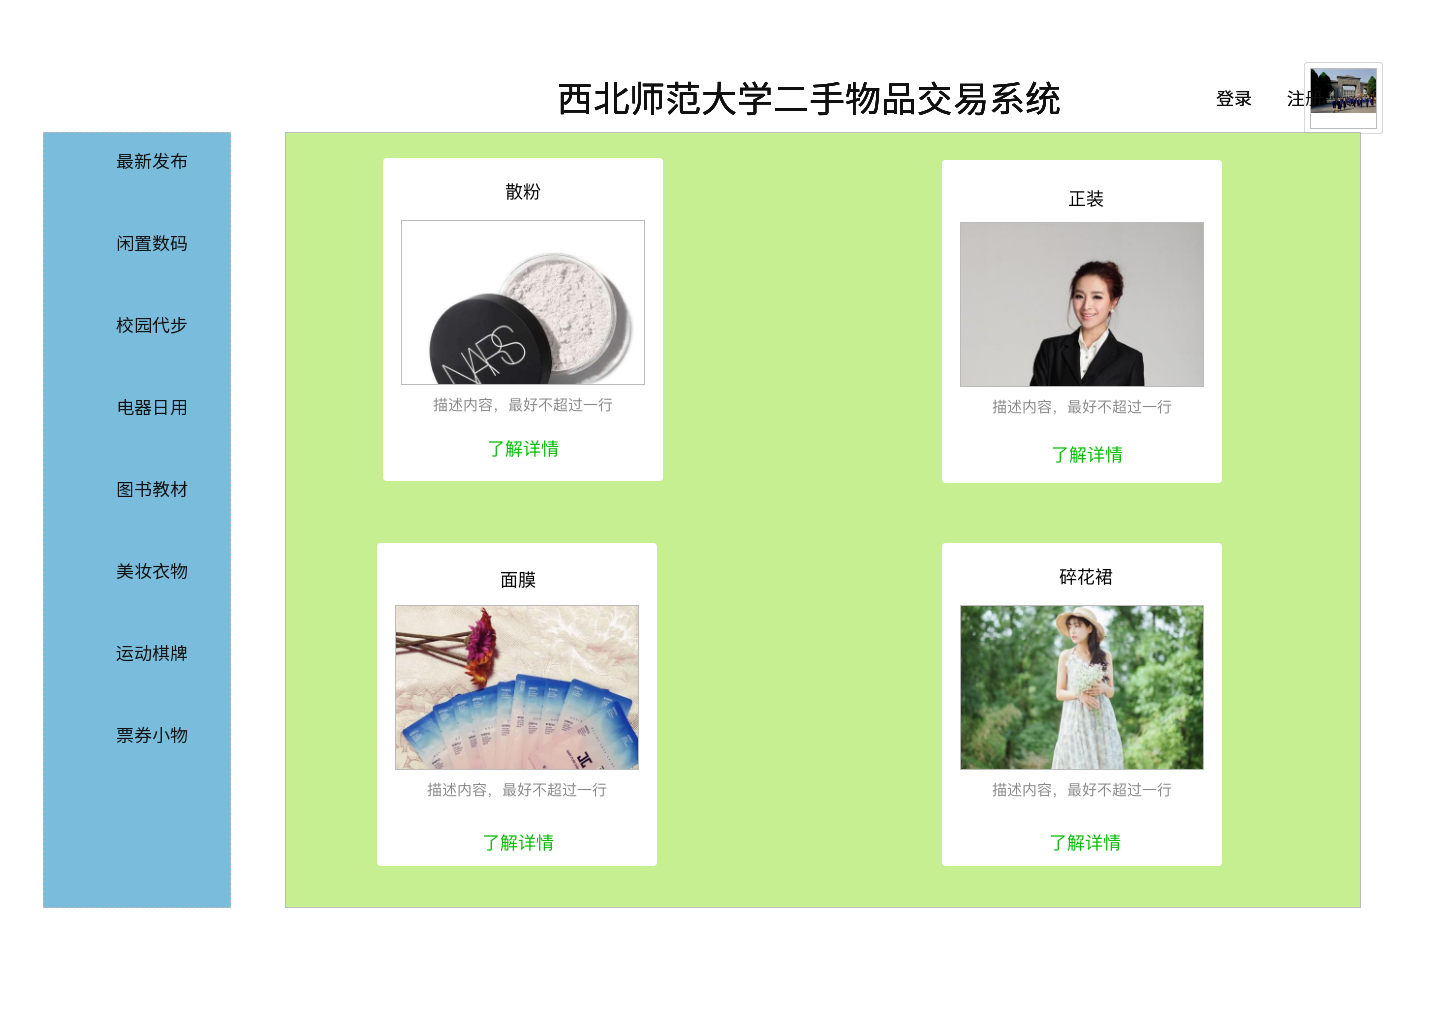 西北师范大学二手物品交易系统
登录
注册
最新发布
闲置数码
校园代步
电器日用
图书教材
美妆衣物
运动棋牌
票券小物
散粉
NARS
描述内容，最好不超过一行
了解详情
正装
描述内容，最好不超过一行
了解详情
面膜
描述内容，最好不超过一行
了解详情
碎花裙
描述内容，最好不超过一行
了解详情